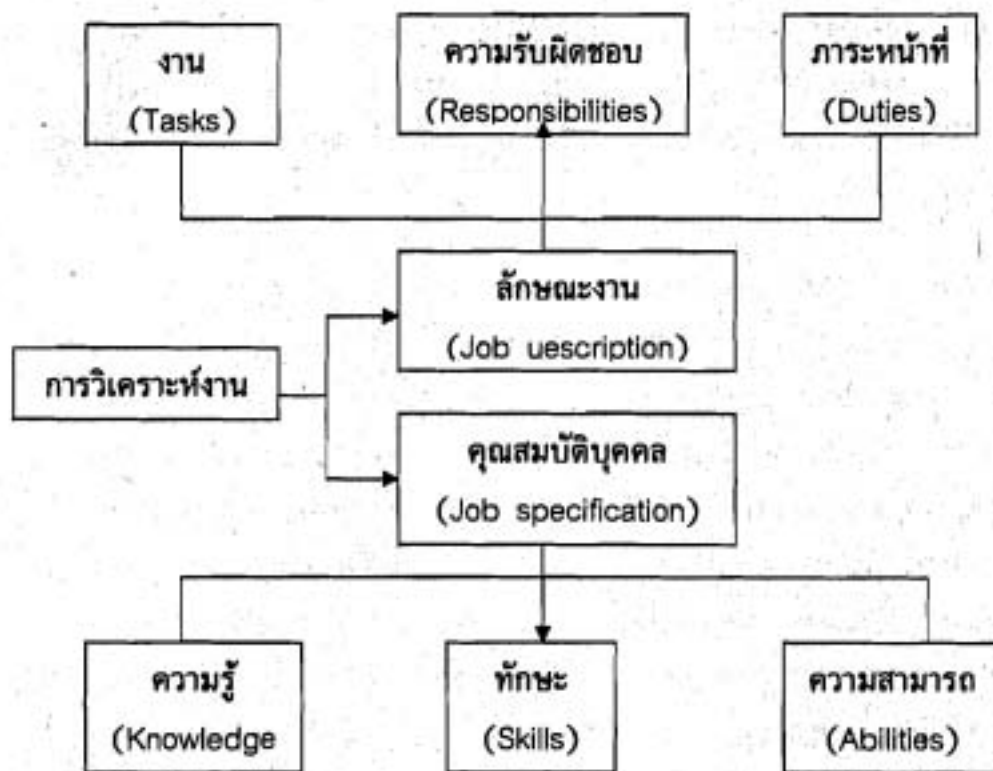 งาน
(Tasks)
ความรับผิดชอบ
(Responsibilities)
ภาระหน้าที่
(Duties)
ลักษณะงาน
(Job uescription)
การวิเคราะห์งาน
คุณสมบัติบุคคล
(Job specification)
ความรู้
(Knowledge
ทักษะ
(Skills)
ความสามารถ
(Abilities)